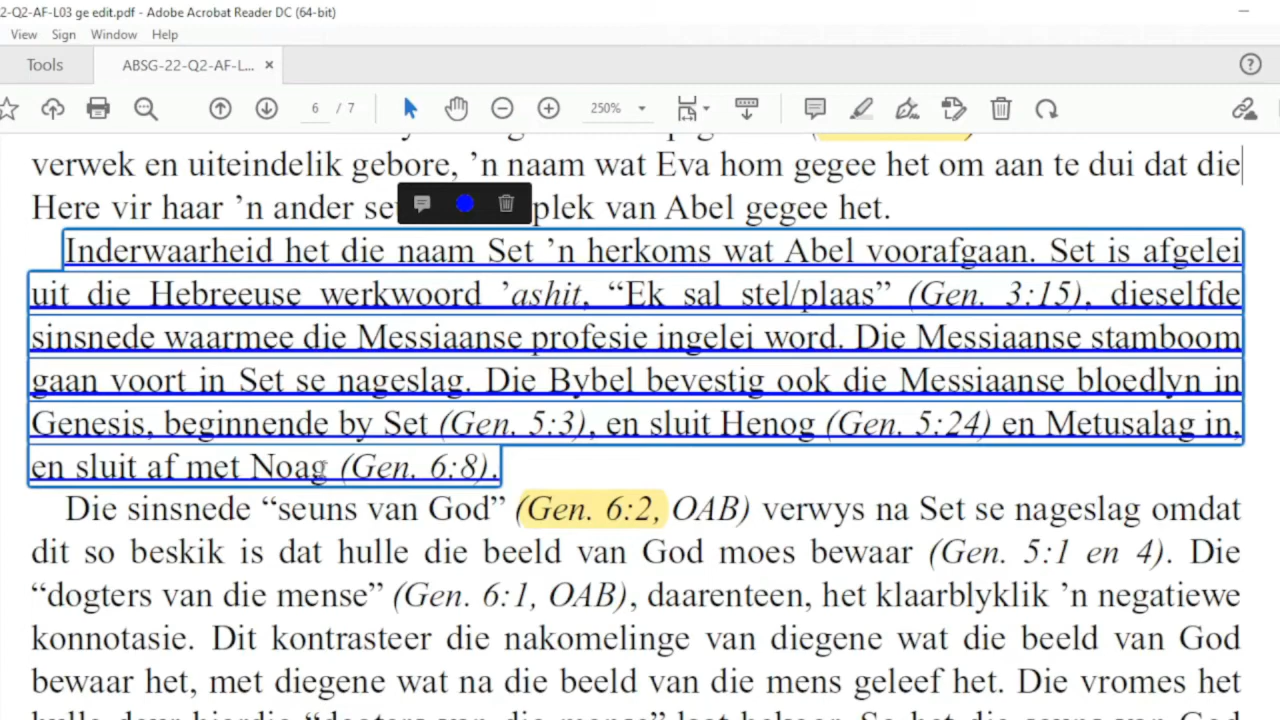 2-Q2-AF-L03 ge edit.pdf - Adobe Acrobat Reader DC (64-bit)
View Sign Window Help
Tools ABSG-22-Q2-AF-L... ×
6 / 7 250%
verwek en uiteindelik gebore, ’n naam wat Eva hom gegee het om aan te dui dat die
Here vir haar ’n ander plek van Abel gegee het.
Inderwaarheid het die naam Set ’n herkoms wat Abel voorafgaan. Set is afgelei
uit die Hebreeuse werkwoord ’ashit, “Ek sal stel/plaas” (Gen. 3:15), dieselfde
sinsnede waarmee die Messiaanse profesie ingelei word. Die Messiaanse stamboom
gaan voort in Set se nageslag. Die Bybel bevestig ook die Messiaanse bloedlyn in
Genesis, beginnende by Set (Gen. 5:3), en sluit Henog (Gen. 5:24) en Metusalag in,
en sluit af met Noag (Gen. 6:8).
Die sinsnede “seuns van God” (Gen. 6:2, OAB) verwys na Set se nageslag omdat
dit so beskik is dat hulle die beeld van God moes bewaar (Gen. 5:1 en 4). Die
“dogters van die mense” (Gen. 6:1, OAB), daarenteen, het klaarblyklik ’n negatiewe
konnotasie. Dit kontrasteer die nakomelinge van diegene wat die beeld van God
bewaar het, met diegene wat na die beeld van die mens geleef het. Die vromes het